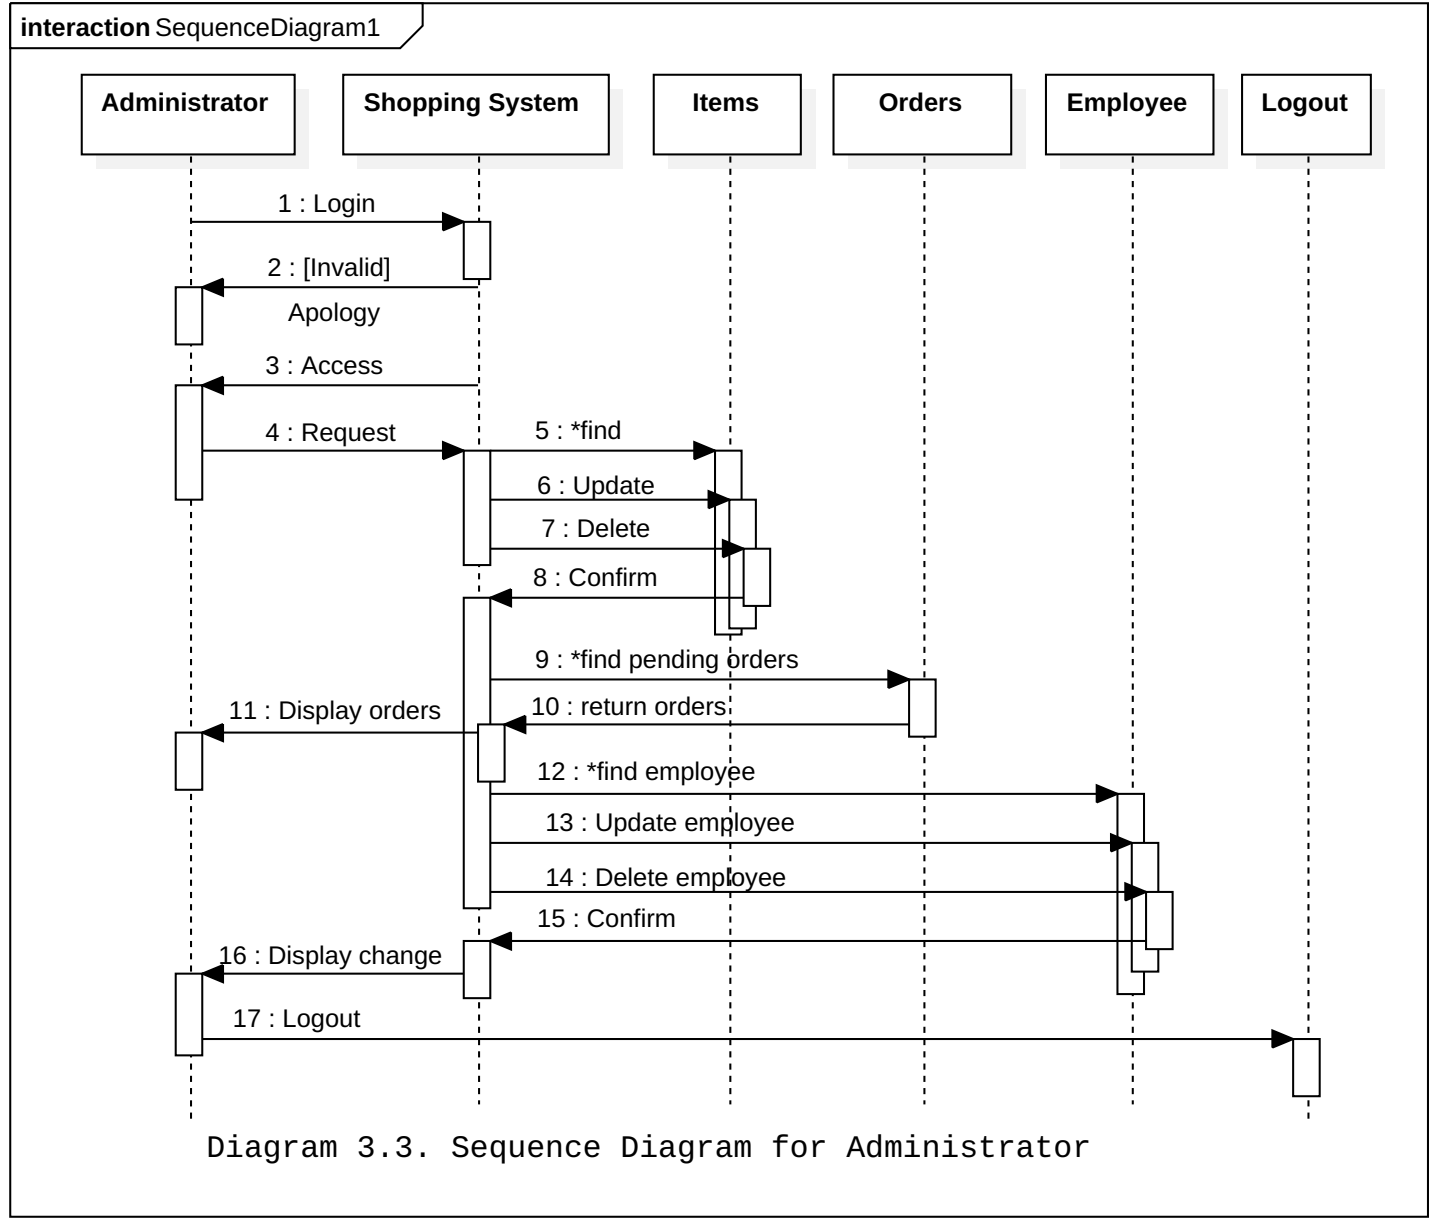 interaction SequenceDiagram1
Administrator
Shopping System
Items
Orders
Employee
Logout
1 : Login
2 : [Invalid]
Apology
3 : Access
4 : Request
5 : *find
6 : Update
7 : Delete
8 : Confirm
9 : *find pending orders
10 : return orders
11 : Display orders
12 : *find employee
13 : Update employee
14 : Delete employee
15 : Confirm
16 : Display change
17 : Logout
Diagram 3.3. Sequence Diagram for Administrator